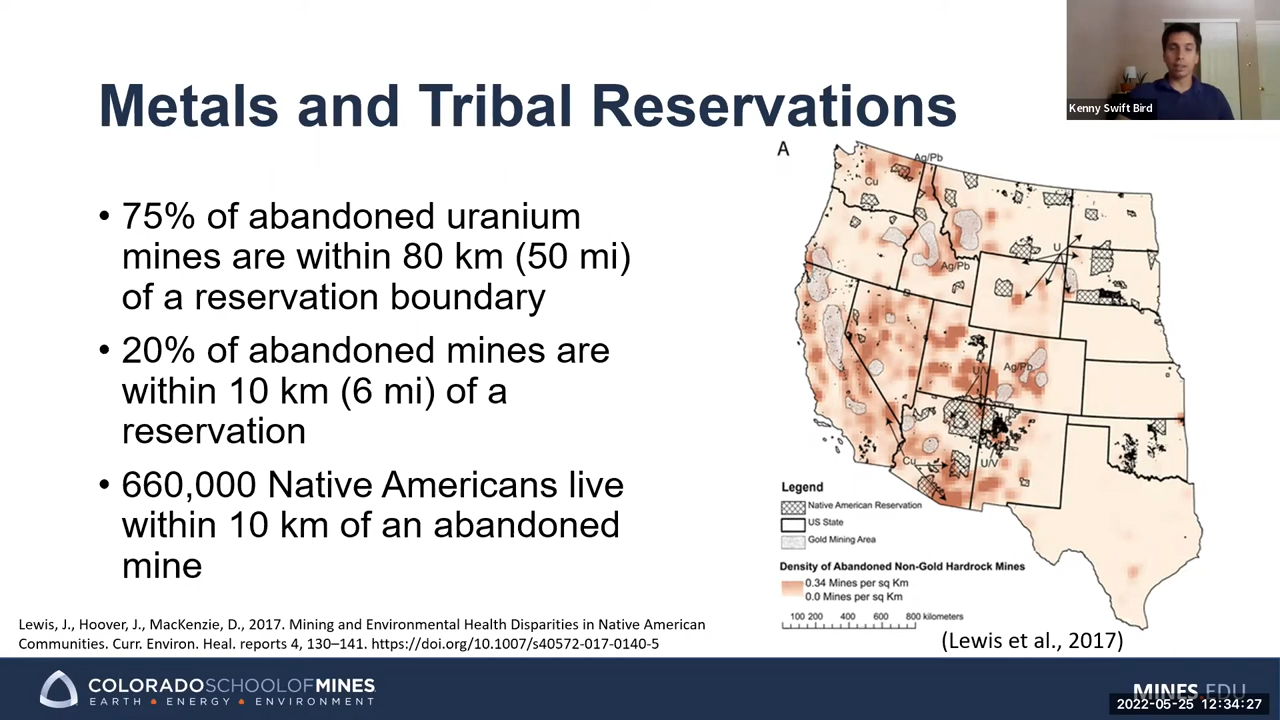 Metals and Tribal Reservations
Kenny Swift Bird
• 75% of abandoned uranium
mines are within 80 km (50 mi)
of a reservation boundary
• 20% of abandoned mines are
within 10 km (6 mi) of a
reservation
• 660,000 Native Americans live
within 10 km of an abandoned
mine
A
Ag/Pb
Cu
U
Ag/Pb
U/V
Ag/Pb
Cu
U/V
Legend
Native American Reservation
US State
Gold Mining Area
Density of Abandoned Non-Gold Hardrock Mines
0.34 Mines per sq Km
0.0 Mines per sq Km
100 200 400 600 800 kilometers
(Lewis et al., 2017)
Lewis, J., Hoover, J., MacKenzie, D., 2017. Mining and Environmental Health Disparities in Native American
Communities. Curr. Environ. Heal. reports 4, 130–141. https://doi.org/10.1007/s40572-017-0140-5
COLORADOSCHOOLOFMINES
EARTH • ENERGY • ENVIRONMENT
MINES.EDU
2022-05-25 12:34:27